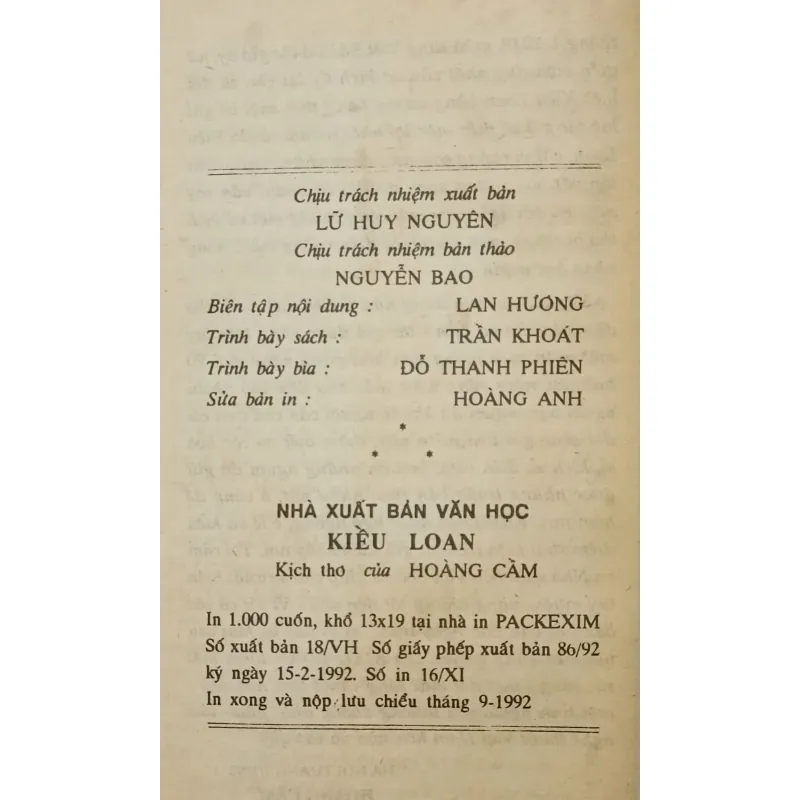 Chịu trách nhiệm xuất bản
LỮ HUY NGUYÊN
Chịu trách nhiệm bản thảo
NGUYỄN BAO
Biên tập nội dung : LAN HƯƠNG
Trình bày sách : TRẦN KHOÁT
Trình bày bìa : ĐỖ THANH PHIÊN
Sửa bản in : HOÀNG ANH
*
* *
NHÀ XUẤT BẢN VĂN HỌC
KIỀU LOAN
Kịch thơ của HOÀNG CẦM
In 1.000 cuốn, khổ 13x19 tại nhà in PACKEXIM
Số xuất bản 18/VH Số giấy phép xuất bản 86/92
ký ngày 15-2-1992. Số in 16/XI
In xong và nộp lưu chiểu tháng 9-1992